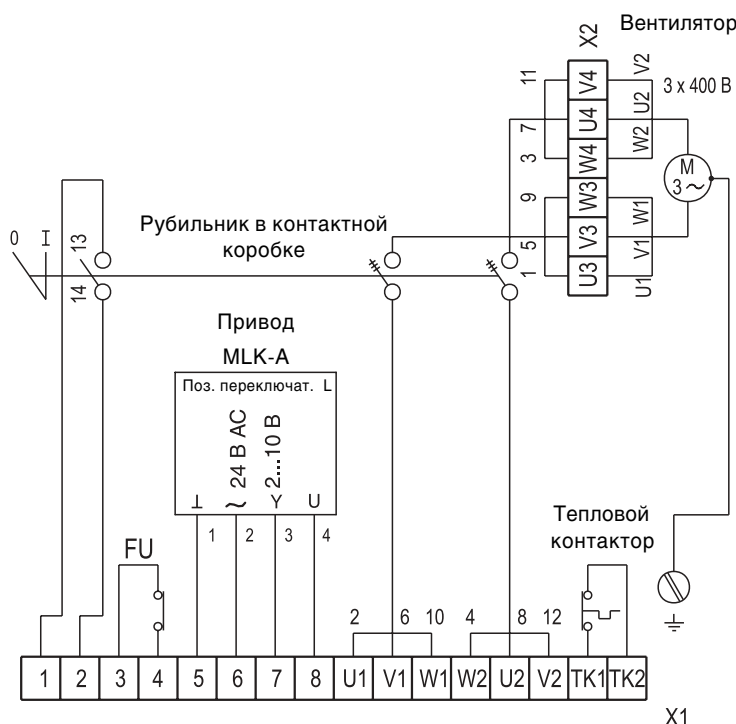 Вентилятор
X2
11
V4
V2
3 x 400 В
7
U4
U2
3
W4
W2
M
3 ~
9
W3
W1
5
V3
V1
1
U3
U1
0 I
13
14
Рубильник в контактной
коробке
Привод
MLK-A
Поз. переключат. L
24 В AC
2...10 В
⊥ ~ Y U
1 2 3 4
FU
Тепловой
контактор
2 6 10 4 8 12
1 2 3 4 5 6 7 8 U1 V1 W1 W2 U2 V2 TK1 TK2
X1